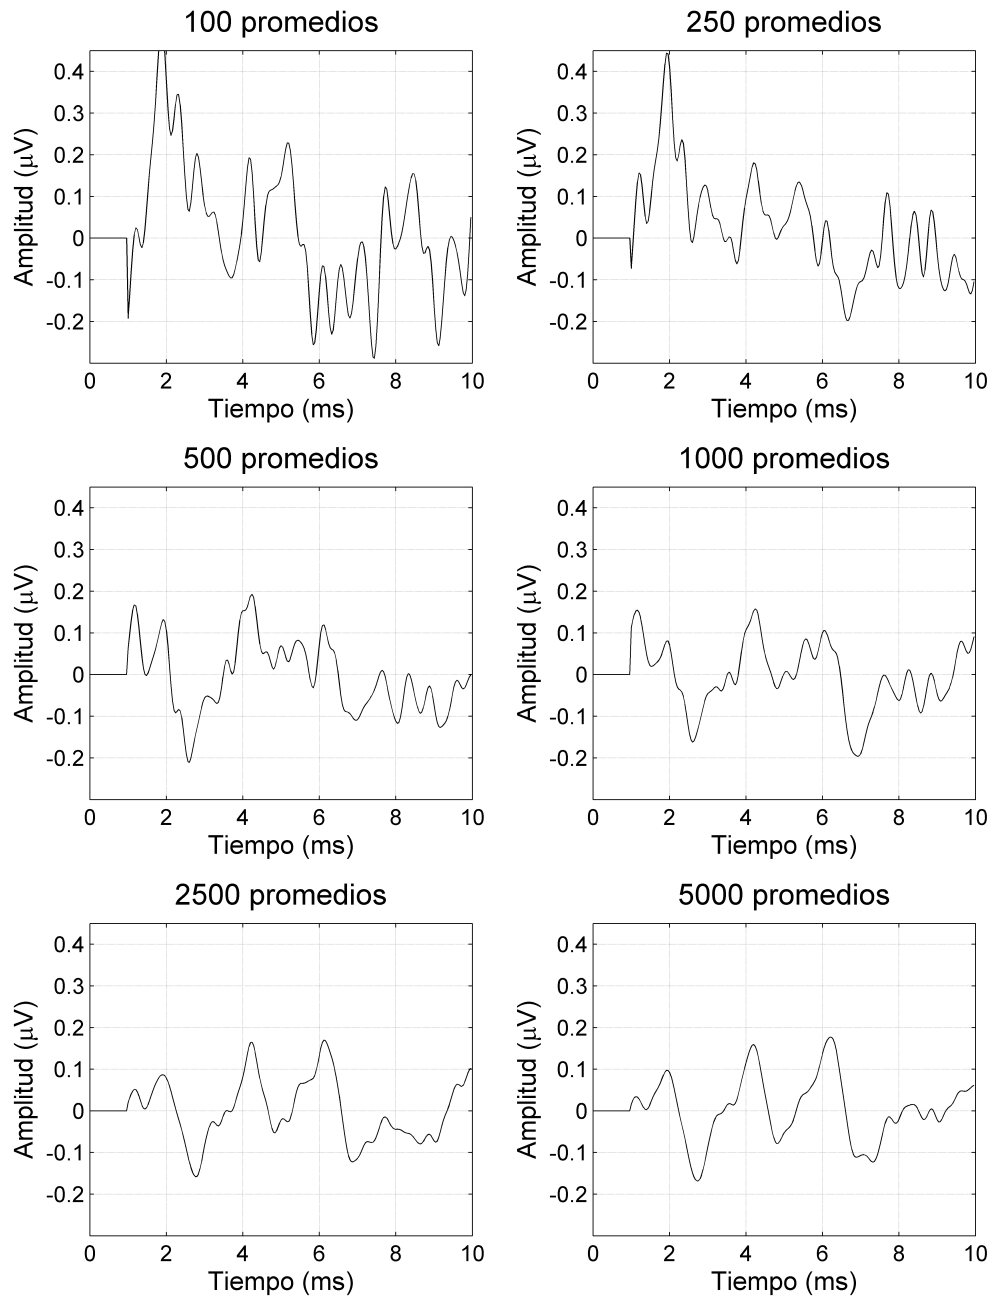 100 promedios
0.4
0.3
0.2
0.1
0
-0.1
-0.2
Amplitud (μV)
0 2 4 6 8 10
Tiempo (ms)
250 promedios
0.4
0.3
0.2
0.1
0
-0.1
-0.2
Amplitud (μV)
0 2 4 6 8 10
Tiempo (ms)
500 promedios
0.4
0.3
0.2
0.1
0
-0.1
-0.2
Amplitud (μV)
0 2 4 6 8 10
Tiempo (ms)
1000 promedios
0.4
0.3
0.2
0.1
0
-0.1
-0.2
Amplitud (μV)
0 2 4 6 8 10
Tiempo (ms)
2500 promedios
0.4
0.3
0.2
0.1
0
-0.1
-0.2
Amplitud (μV)
0 2 4 6 8 10
Tiempo (ms)
5000 promedios
0.4
0.3
0.2
0.1
0
-0.1
-0.2
Amplitud (μV)
0 2 4 6 8 10
Tiempo (ms)